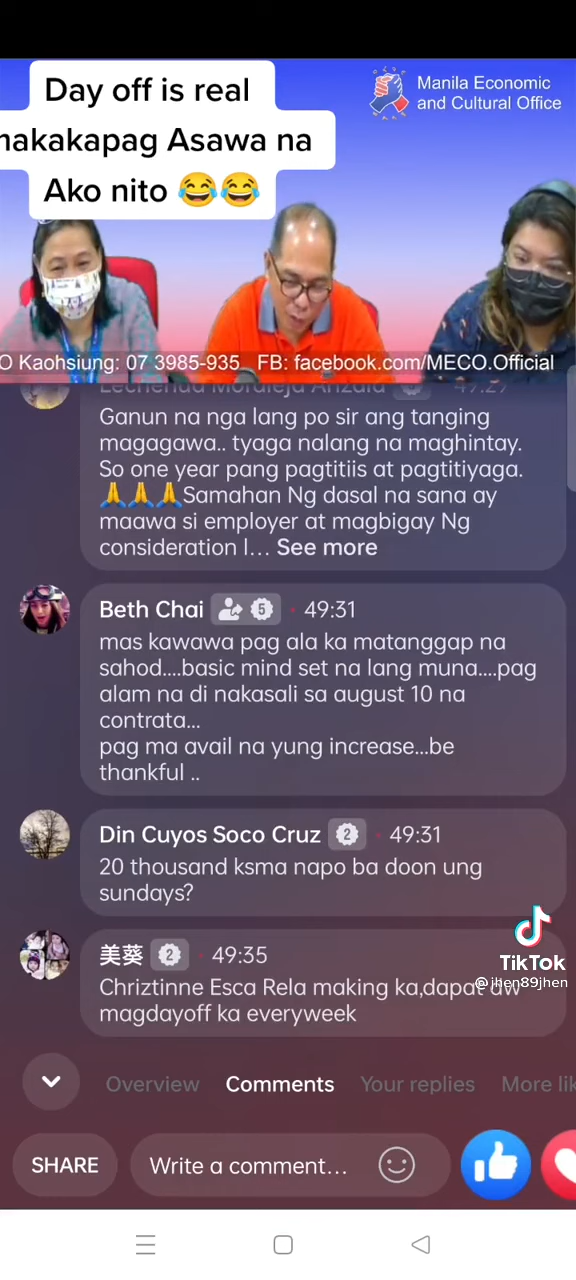 Day off is real
nakakapag Asawa na
Ako nito 😂😂
Manila Economic
and Cultural Office
O Kaohsiung: 07 3985-935 FB: facebook.com/MECO.Official
Ganun na nga lang po sir ang tanging
magagawa.. tyaga nalang na maghintay.
So one year pang pagtitiis at pagtitiyaga.
🙏🙏🙏Samahan Ng dasal na sana ay
maawa si employer at magbigay Ng
consideration l... See more
Beth Chai 5 49:31
mas kawawa pag ala ka matanggap na
sahod....basic mind set na lang muna....pag
alam na di nakasali sa august 10 na
contrata...
pag ma avail na yung increase...be
thankful ..
Din Cuyos Soco Cruz 2 49:31
20 thousand ksma napo ba doon ung
sundays?
TikTok
@jhen89jhen
美葵 2 49:35
Chriztinne Esca Rela making ka,dapat aw
magdayoff ka everyweek
Overview Comments Your replies More lik
SHARE Write a comment...